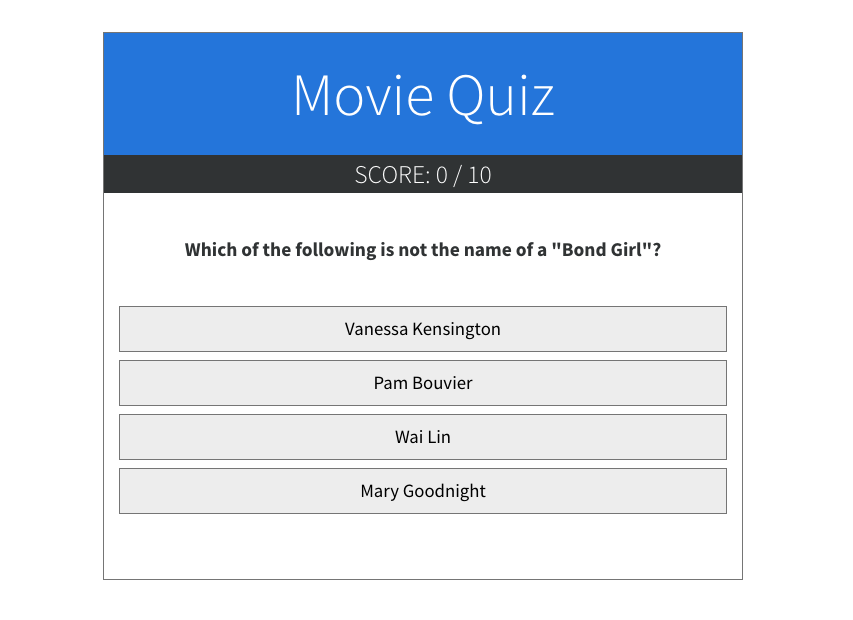 Movie Quiz
SCORE: 0 / 10
Which of the following is not the name of a "Bond Girl"?
Vanessa Kensington
Pam Bouvier
Wai Lin
Mary Goodnight